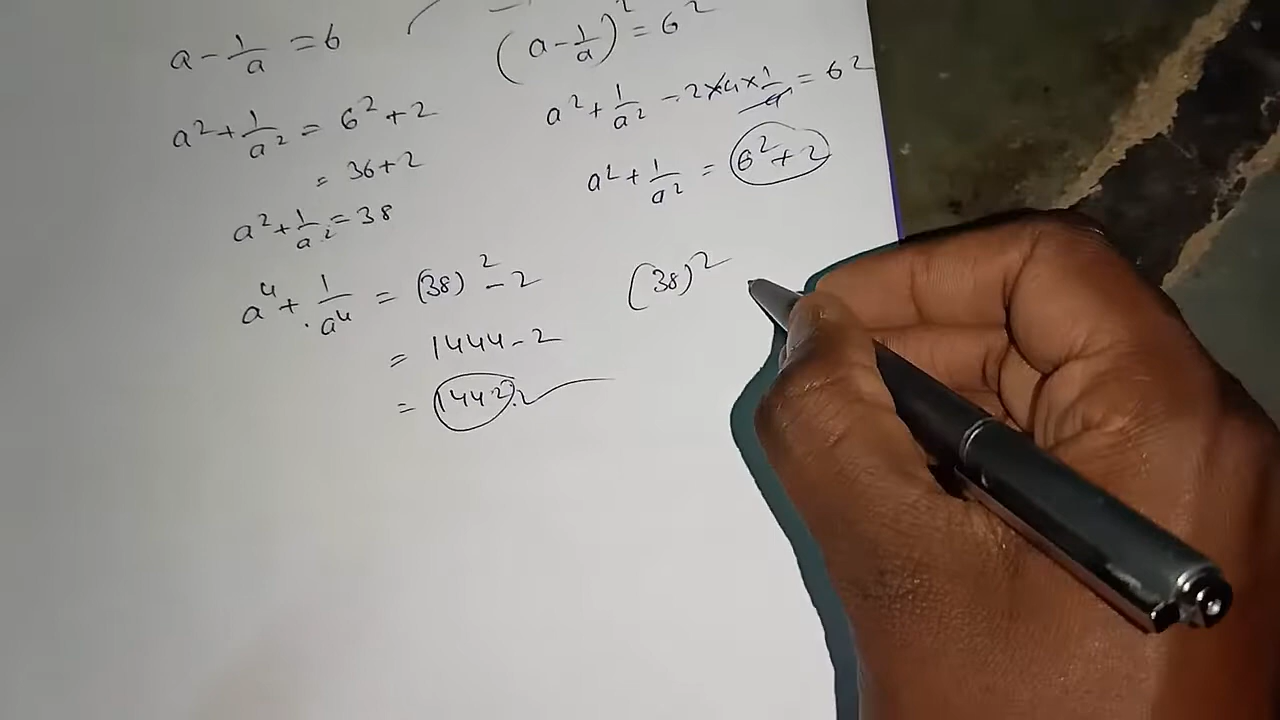 a - 1/a = 6
a² + 1/a² = 6² + 2
= 36 + 2
a² + 1/a² = 38
a⁴ + 1/a⁴ = (38)² - 2
= 1444 - 2
= 1442
(a - 1/a)² = 6²
a² + 1/a² - 2 × a × 1/a = 6²
a² + 1/a² = 6² + 2
(38)²